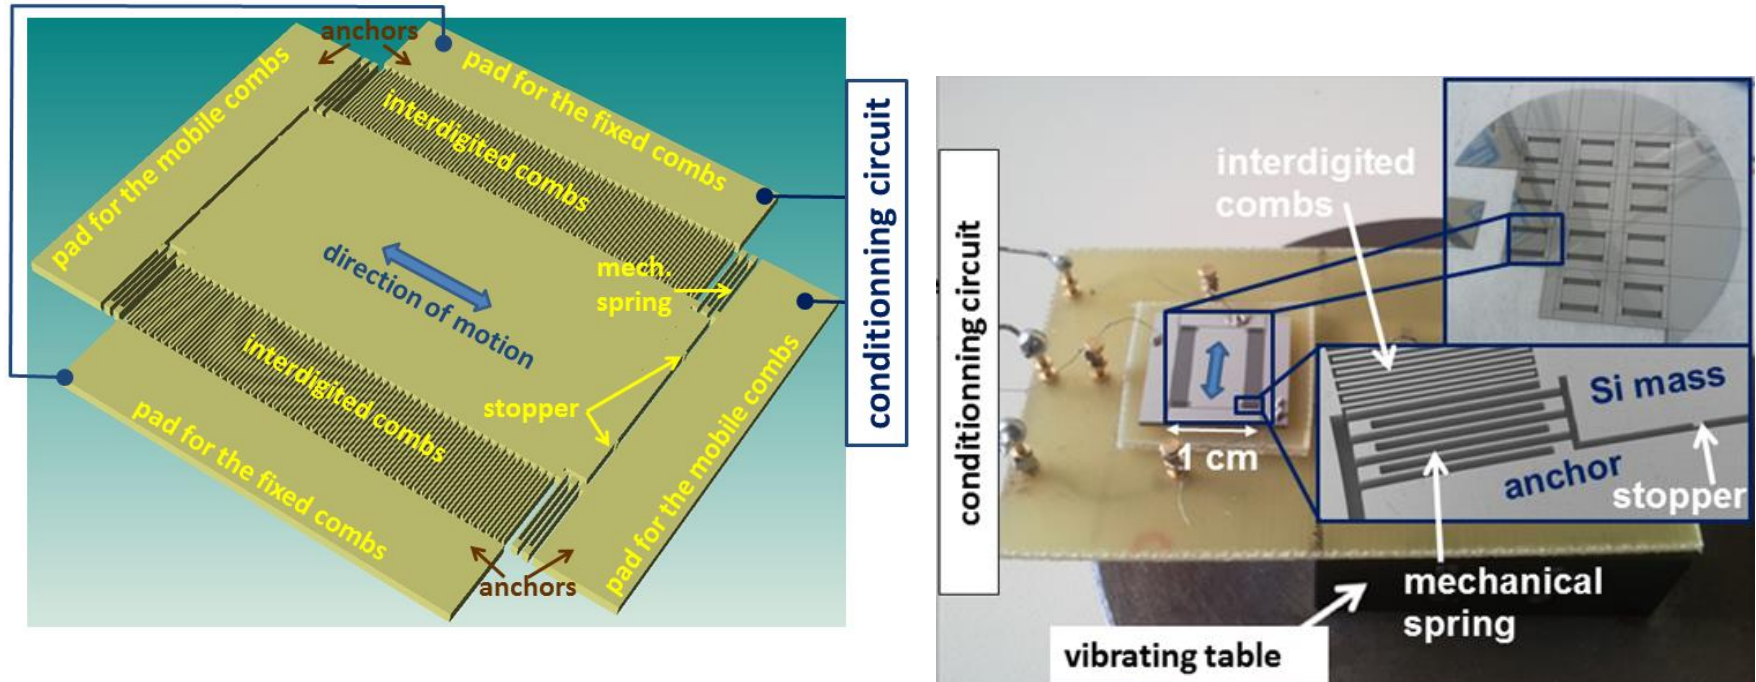 anchors
pad for the fixed combs
pad for the mobile combs
interdigited combs
conditionning circuit
direction of motion
mech.
spring
interdigited combs
stopper
pad for the mobile combs
pad for the fixed combs
anchors
conditionning circuit
interdigited
combs
1 cm
Si mass
anchor
stopper
mechanical
spring
vibrating table